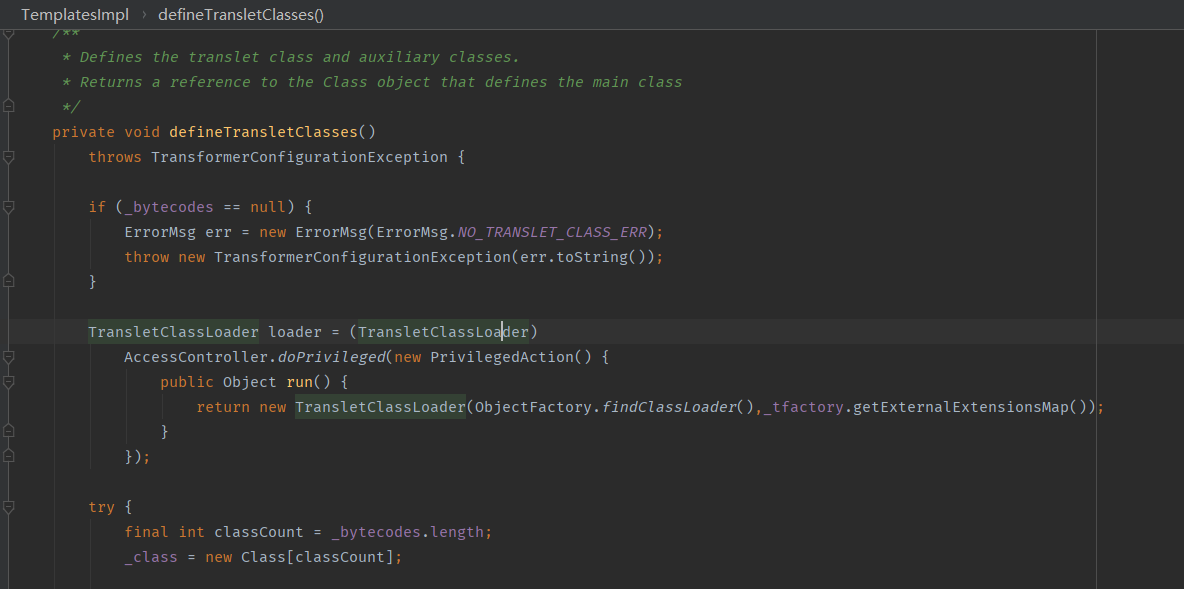 TemplatesImpl › defineTransletClasses()
/**
 * Defines the translet class and auxiliary classes.
 * Returns a reference to the Class object that defines the main class
 */
private void defineTransletClasses()
    throws TransformerConfigurationException {
    if (_bytecodes == null) {
        ErrorMsg err = new ErrorMsg(ErrorMsg.NO_TRANSLET_CLASS_ERR);
        throw new TransformerConfigurationException(err.toString());
    }
    TransletClassLoader loader = (TransletClassLoader)
        AccessController.doPrivileged(new PrivilegedAction() {
            public Object run() {
                return new TransletClassLoader(ObjectFactory.findClassLoader(),_tfactory.getExternalExtensionsMap());
            }
        });
    try {
        final int classCount = _bytecodes.length;
        _class = new Class[classCount];